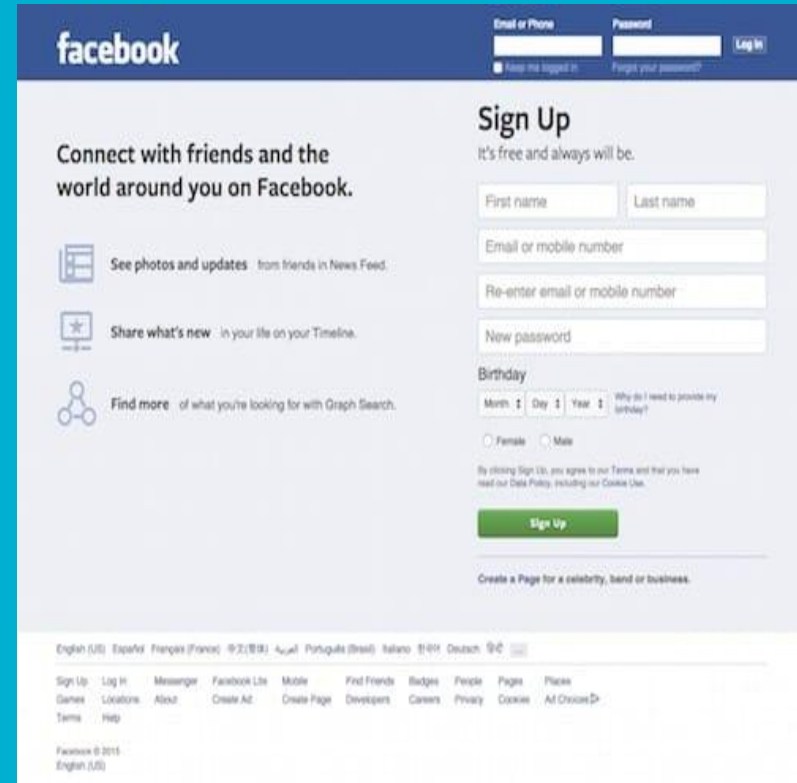 facebook
Email or Phone
Password
Log In
Keep me logged in
Forgot your password?
Connect with friends and the
world around you on Facebook.
See photos and updates from friends in News Feed.
Share what's new in your life on your Timeline.
Find more of what you're looking for with Graph Search.
Sign Up
It's free and always will be.
First name
Last name
Email or mobile number
Re-enter email or mobile number
New password
Birthday
Month
Day
Year
Why do I need to provide my
birthday?
Female
Male
By clicking Sign Up, you agree to our Terms and that you have
read our Data Policy, including our Cookie Use.
Sign Up
Create a Page for a celebrity, band or business.
English (US) Español Français (France) 中文(简体) العربية Português (Brasil) Italiano 한국어 Deutsch हिन्दी ...
Sign Up Log In Messenger Facebook Lite Mobile Find Friends Badges People Pages Places
Games Locations About Create Ad Create Page Developers Careers Privacy Cookies Ad Choices
Terms Help
Facebook © 2015
English (US)